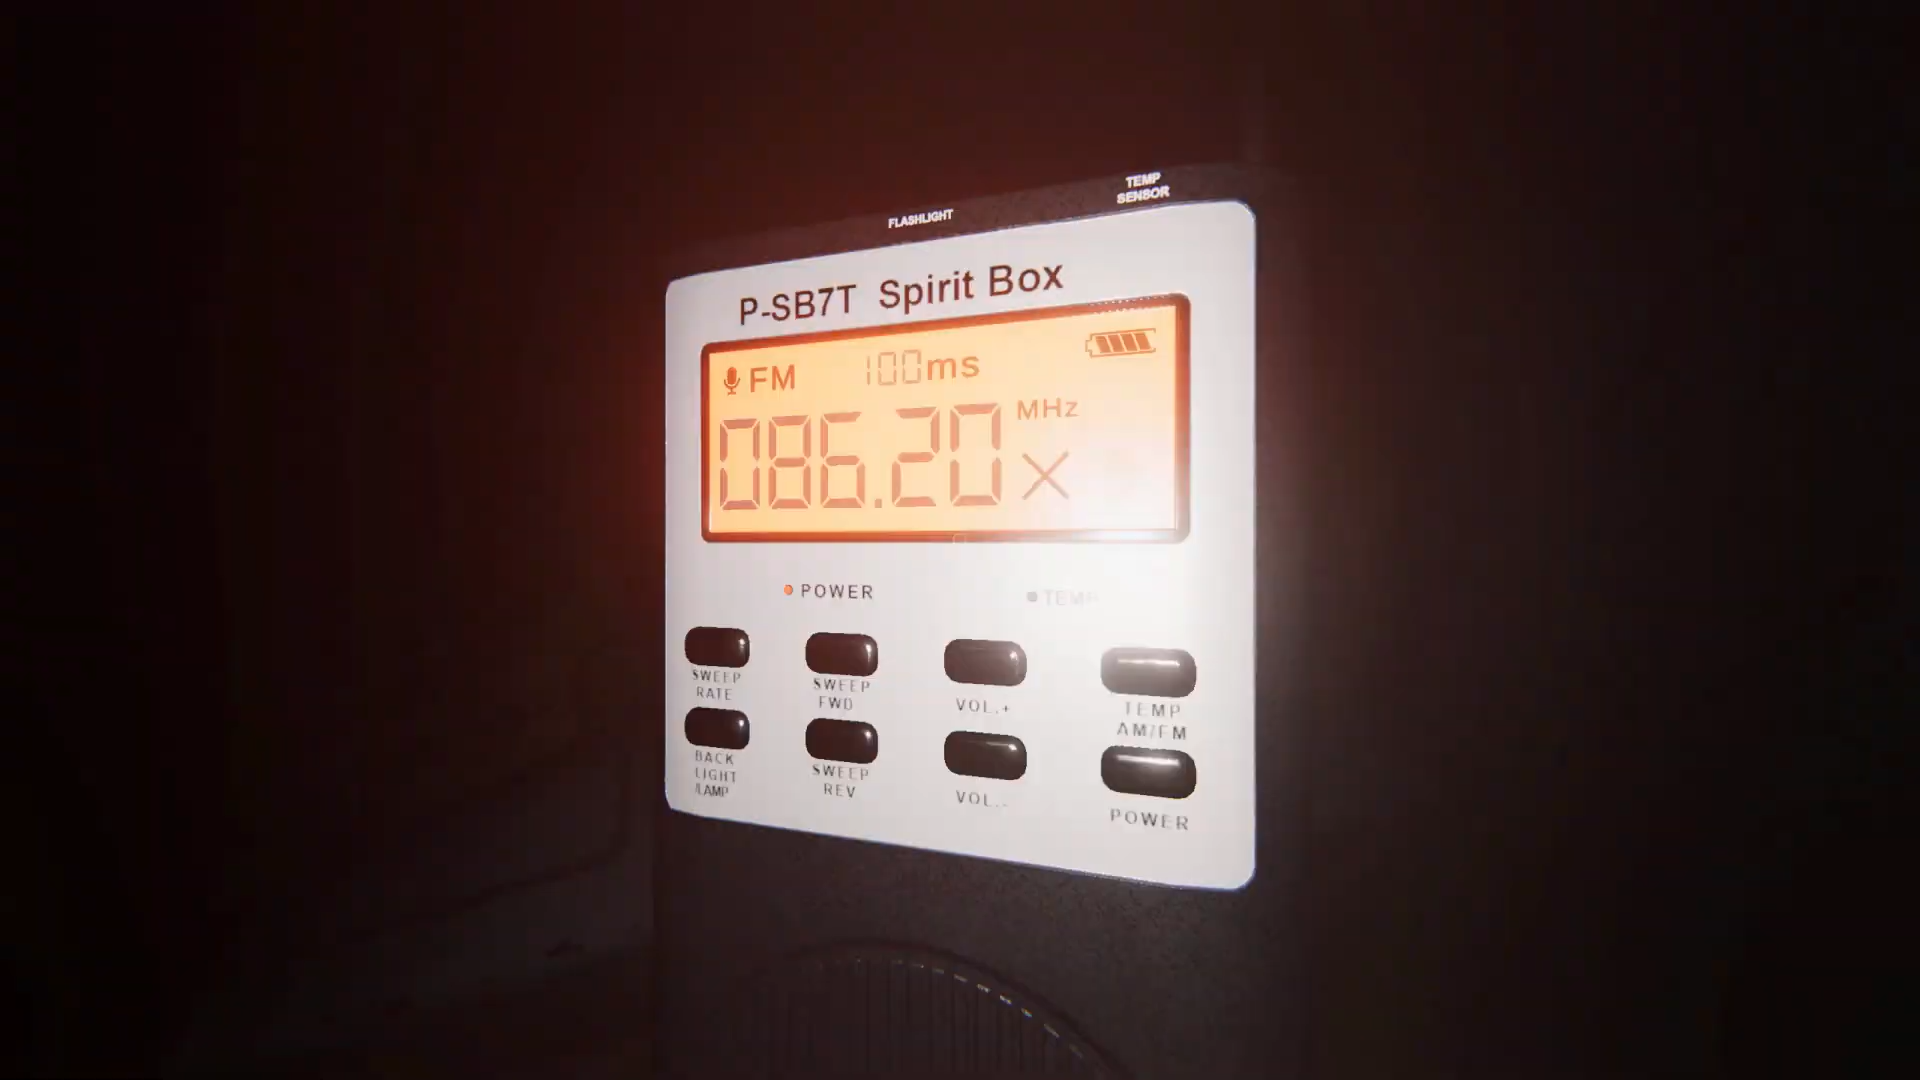 FLASHLIGHT
TEMP
SENSOR
P-SB7T Spirit Box
FM 100ms
086.20 MHz
POWER
TEMP
SWEEP
RATE
SWEEP
FWD
VOL.+
TEMP
AM/FM
BACK
LIGHT
/LAMP
SWEEP
REV
VOL.-
POWER